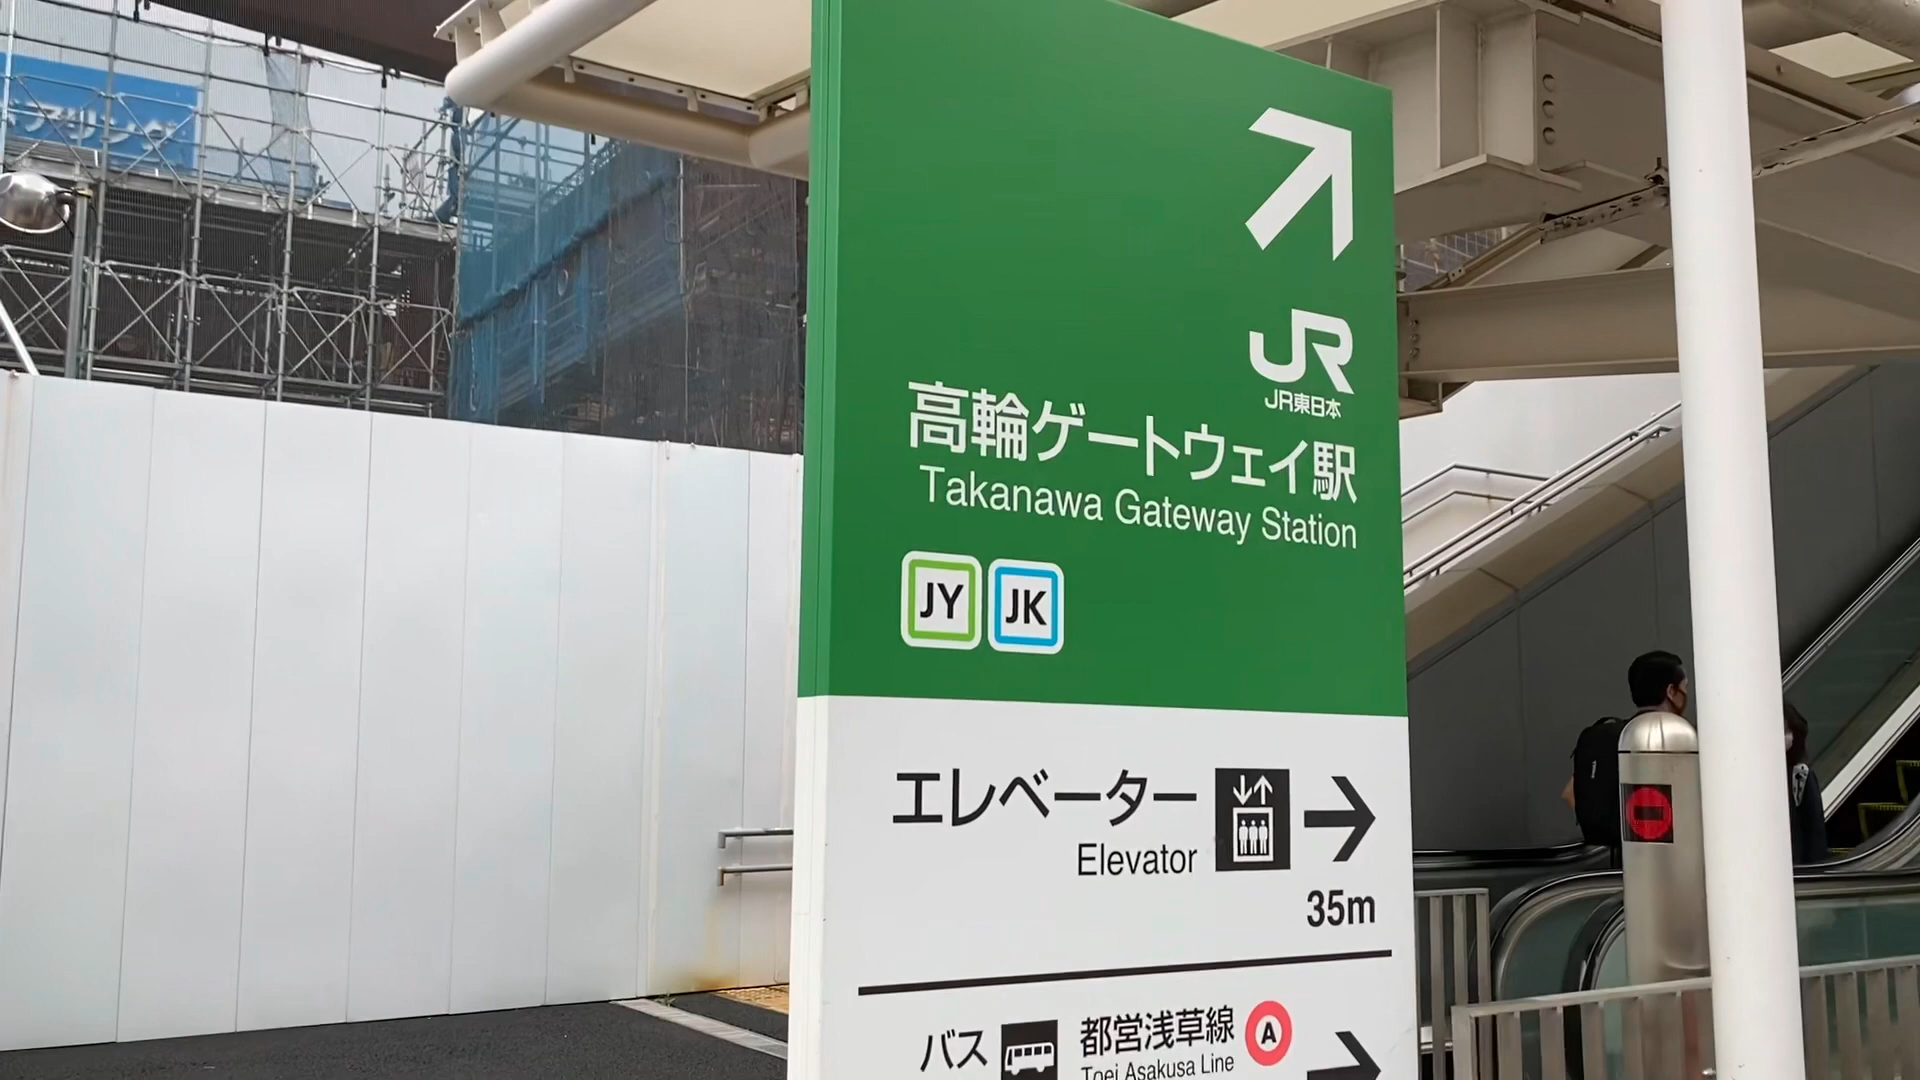 JR
JR東日本
高輪ゲートウェイ駅
Takanawa Gateway Station
JY JK
エレベーター
Elevator
35m
バス 都営浅草線 A
Toei Asakusa Line